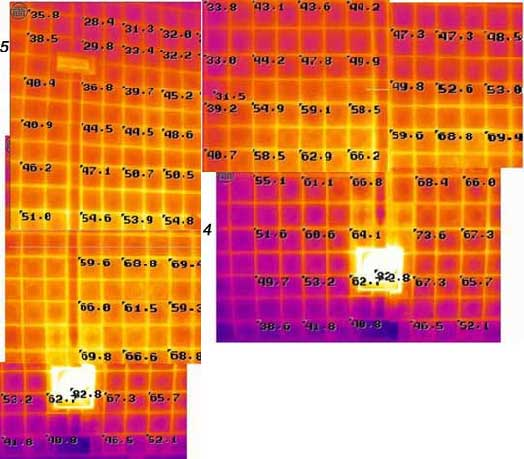 35.8 28.4 31.3 32.0
38.5 29.8 33.4 32.2
40.4 36.8 39.7 45.2
40.9 44.5 44.5 48.6
46.2 47.1 50.7 50.5
51.0 54.6 53.9 54.8
59.6 68.8 69.4
66.0 61.5 59.3
69.8 66.6 68.8
53.2 62.7 92.8 67.3 65.7
41.8 40.8 46.5 52.1
5
33.8 43.1 43.6 44.2
47.3 47.3 48.5
33.0 44.2 47.8 49.9
49.8 52.6 53.0
31.5
39.2 54.9 59.1 58.5
59.6 68.8 69.4
40.7 58.5 62.9 66.2
55.1 61.1 66.8 68.4 66.0
4
51.6 60.6 64.1 73.6 67.3
49.7 53.2 62.7 92.8 67.3 65.7
38.6 41.8 40.8 46.5 52.1